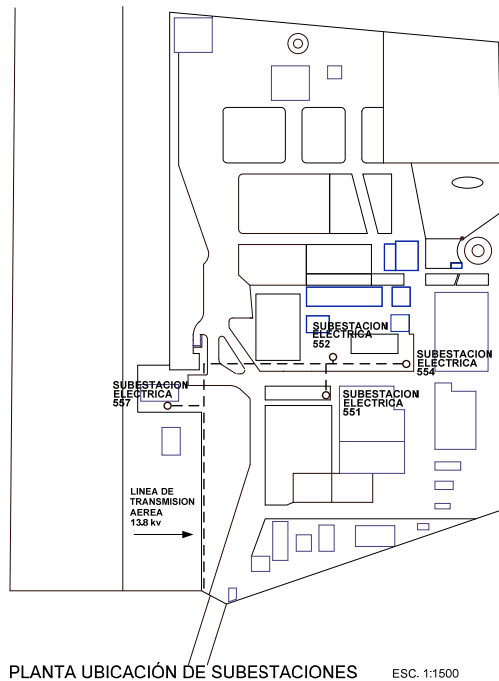 SUBESTACION
ELECTRICA
552
SUBESTACION
ELECTRICA
554
SUBESTACION
ELECTRICA
557
SUBESTACION
ELECTRICA
551
LINEA DE
TRANSMISION
AEREA
13.8 kv
PLANTA UBICACIÓN DE SUBESTACIONES
ESC. 1:1500